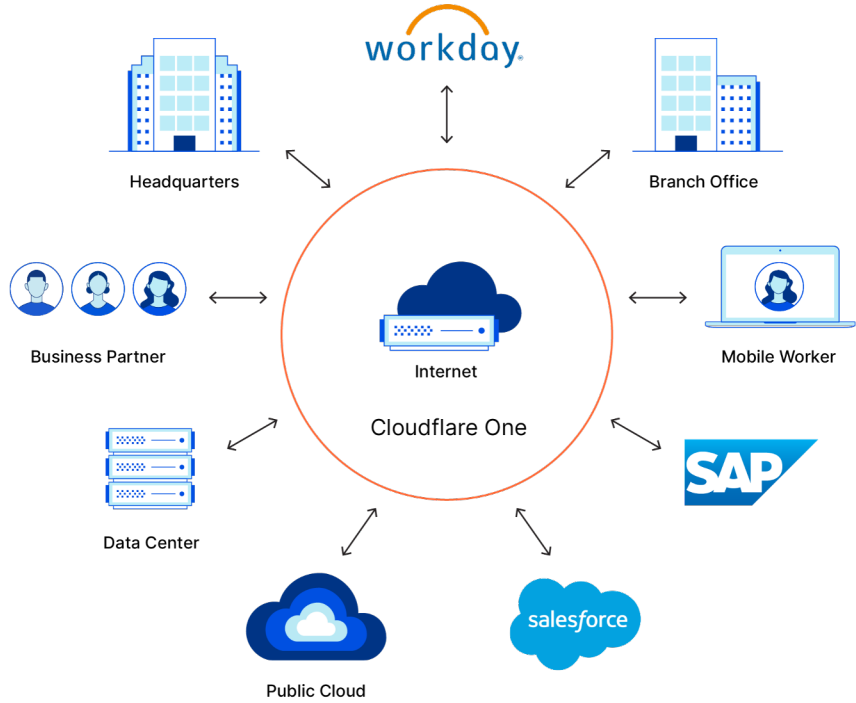 workday
Headquarters
Branch Office
Business Partner
Internet
Mobile Worker
Cloudflare One
SAP
Data Center
salesforce
Public Cloud